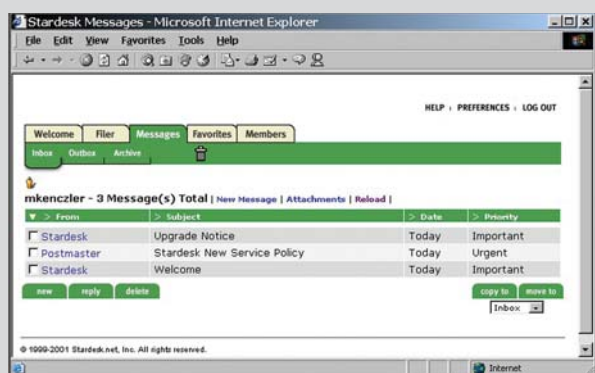 Stardesk Messages - Microsoft Internet Explorer
File Edit View Favorites Tools Help
HELP PREFERENCES LOG OUT
Welcome Filer Messages Favorites Members
Inbox Outbox Archive
mkenczler - 3 Message(s) Total | New Message | Attachments | Reload |
> From > Subject > Date > Priority
Stardesk Upgrade Notice Today Important
Postmaster Stardesk New Service Policy Today Urgent
Stardesk Welcome Today Important
new reply delete copy to move to
Inbox
© 1999-2001 Stardesk.net, Inc. All rights reserved.
Internet